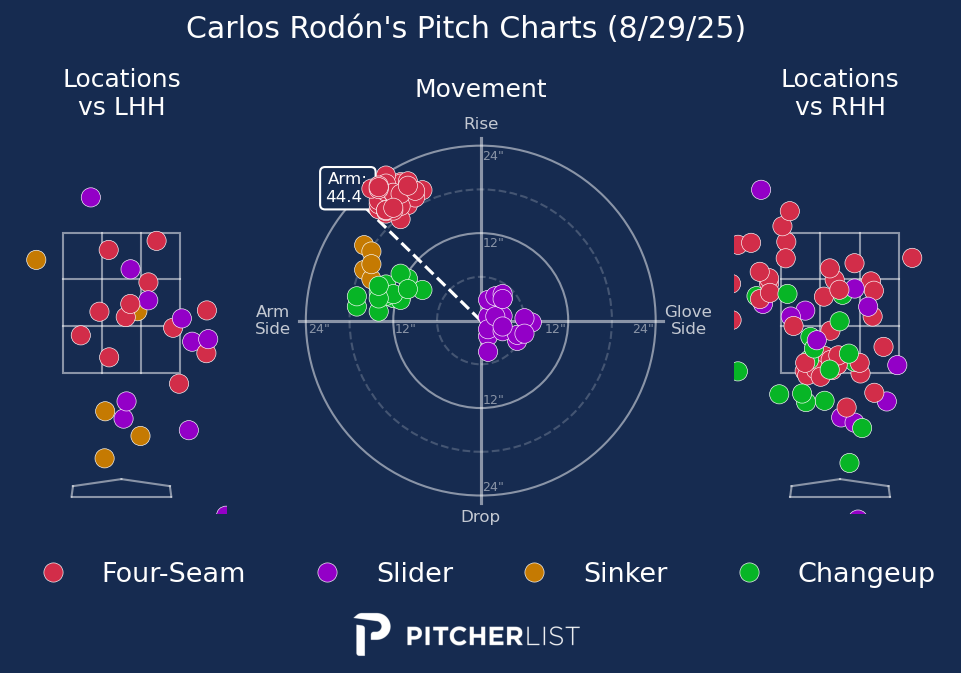 Carlos Rodón's Pitch Charts (8/29/25)
Locations
vs LHH
Movement
Locations
vs RHH
Rise
24"
12"
Arm:
44.4°
Arm
Side
24"
12"
12"
24"
Glove
Side
12"
24"
Drop
Four-Seam
Slider
Sinker
Changeup
PITCHERLIST